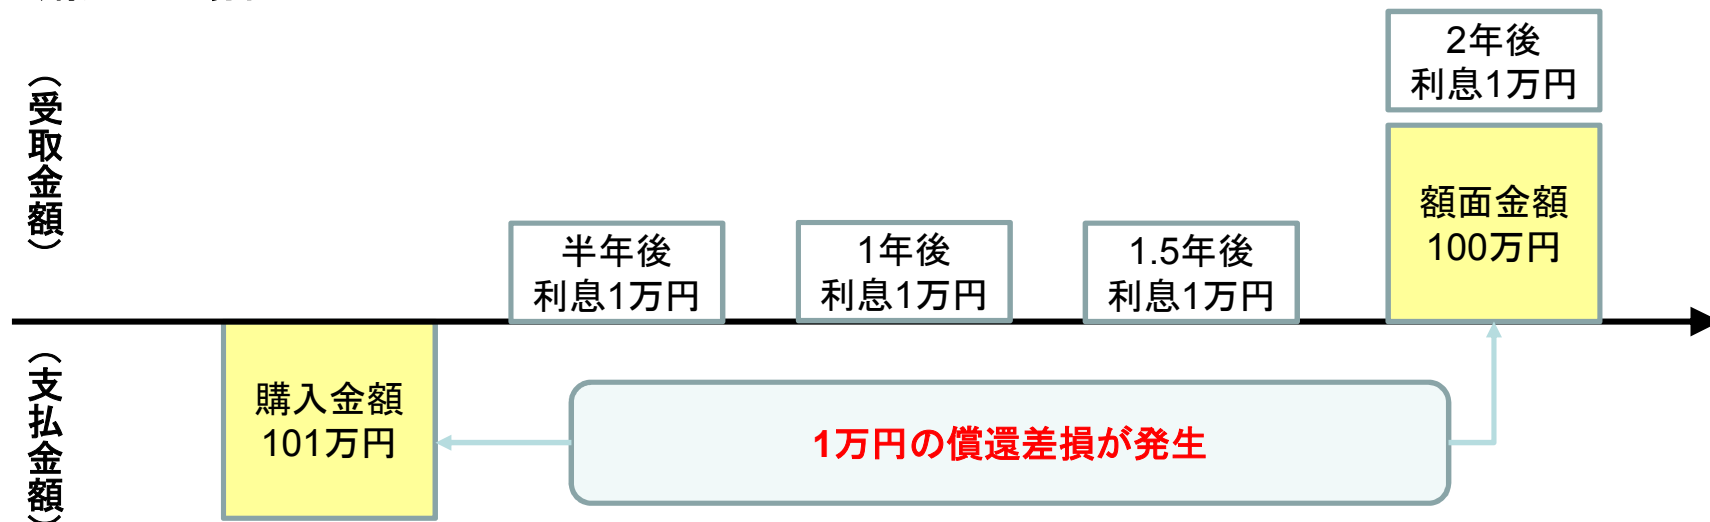 2年後
利息1万円
（受取金額）
額面金額
100万円
半年後
利息1万円
1年後
利息1万円
1.5年後
利息1万円
（支払金額）
購入金額
101万円
1万円の償還差損が発生